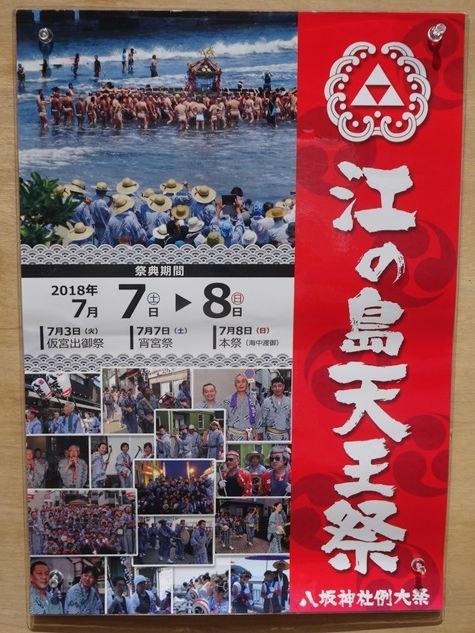 江の島天王祭
八坂神社例大祭
祭典期間
2018年
7月
7日(土)▶8日(日)
7月3日(火)
仮宮出御祭
7月7日(土)
宵宮祭
7月8日(日)
本祭(海中渡御)